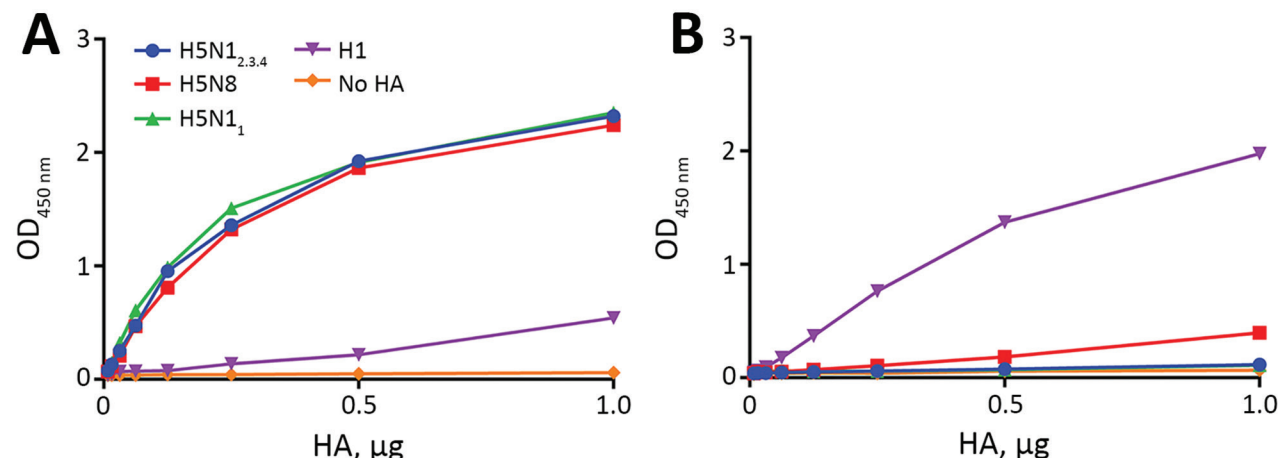 A
B
H5N1₂.₃.₄
H1
H5N8
No HA
H5N1₁
3
2
1
0
OD₄₅₀ ₙₘ
0
0.5
1.0
HA, µg
3
2
1
0
OD₄₅₀ ₙₘ
0
0.5
1.0
HA, µg